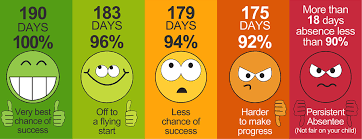 190
DAYS
100%
Very best
chance of
success
183
DAYS
96%
Off to
a flying
start
179
DAYS
94%
Less
chance of
success
175
DAYS
92%
Harder
to make
progress
More than
18 days
absence less
than 90%
Persistent
Absentee
(Not fair on your child)